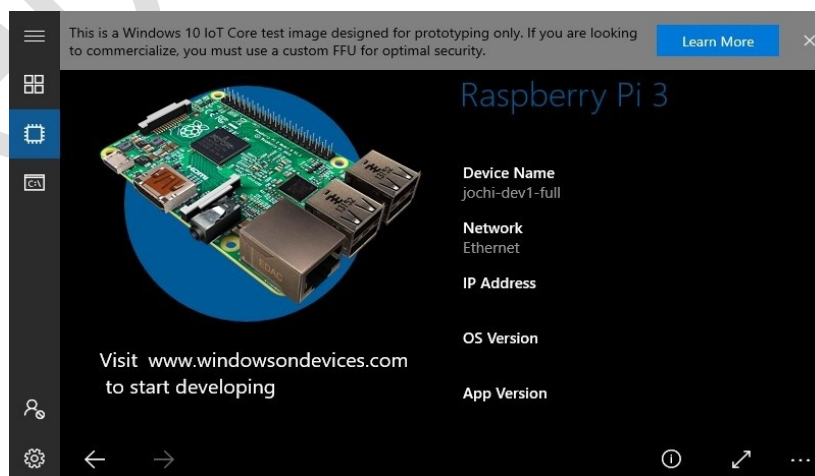 This is a Windows 10 IoT Core test image designed for prototyping only. If you are looking
to commercialize, you must use a custom FFU for optimal
security.
Learn More
C:\
Raspberry Pi 3
Device Name
jochi-dev1-full
Network
Ethernet
IP Address
OS Version
App Version
HDMI
EDAC
Visit www.windowsondevices.com
to start developing